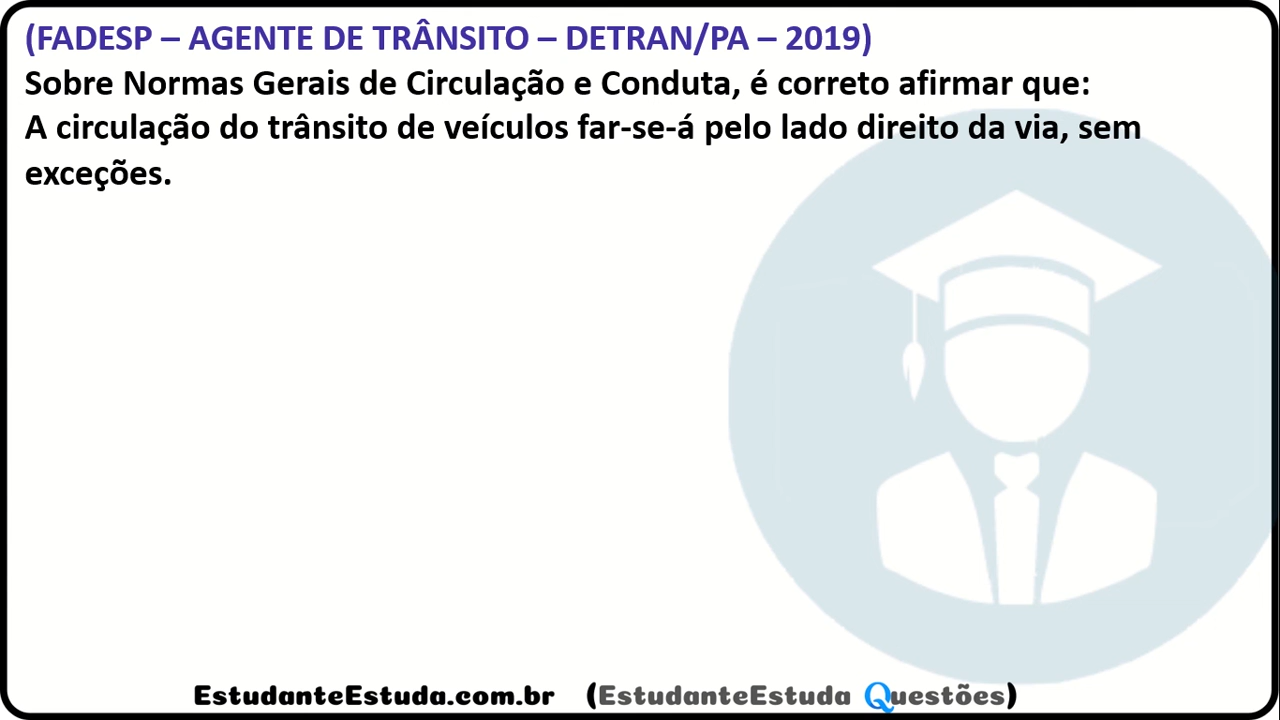 (FADESP – AGENTE DE TRÂNSITO – DETRAN/PA – 2019)
Sobre Normas Gerais de Circulação e Conduta, é correto afirmar que:
A circulação do trânsito de veículos far-se-á pelo lado direito da via, sem
exceções.
EstudanteEstuda.com.br (EstudanteEstuda Questões)